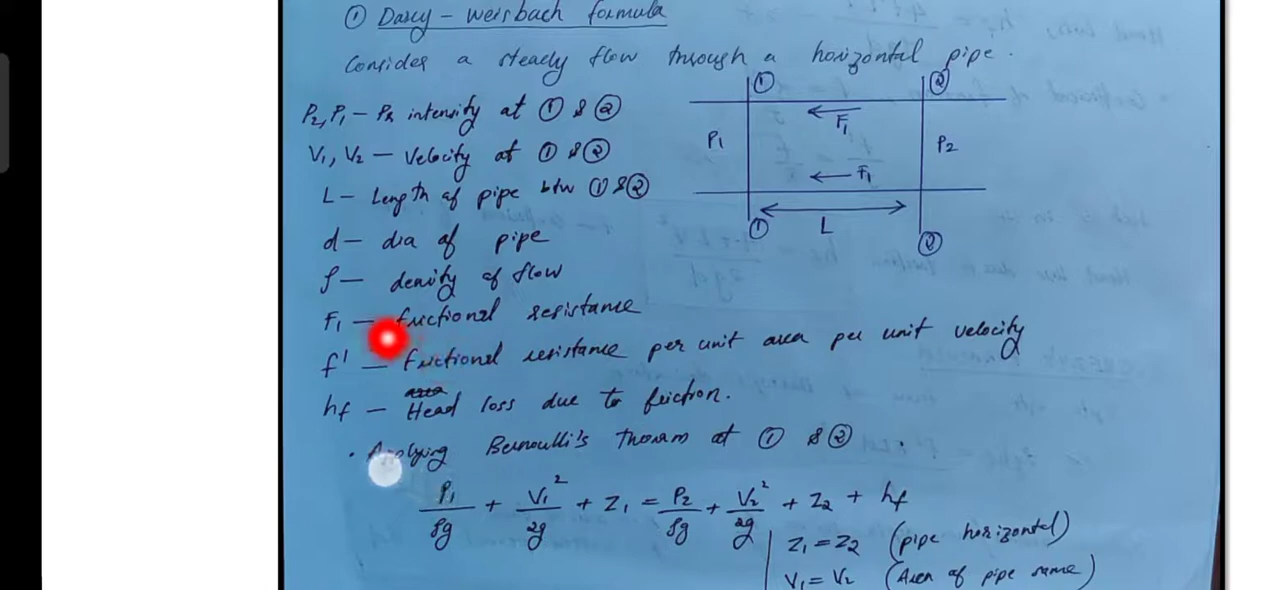 ① Darcy - Weisbach formula
Consider a steady flow through a horizontal pipe.
P2, P1 - Pr intensity at ① & ②
V1, V2 - Velocity at ① & ②
L - Length of pipe btw ① & ②
d - dia of pipe
ρ - density of flow
F1 - frictional resistance
f' - frictional resistance per unit area per unit velocity
hf - Head loss due to friction.
① ②
F1
P1 P2
F1
L
① ②
• Applying Bernoulli's Theorem at ① & ② .
P1/ρg + V1²/2g + Z1 = P2/ρg + V2²/2g + Z2 + hf
Z1 = Z2 (pipe horizontal)
V1 = V2 (Area of pipe same)